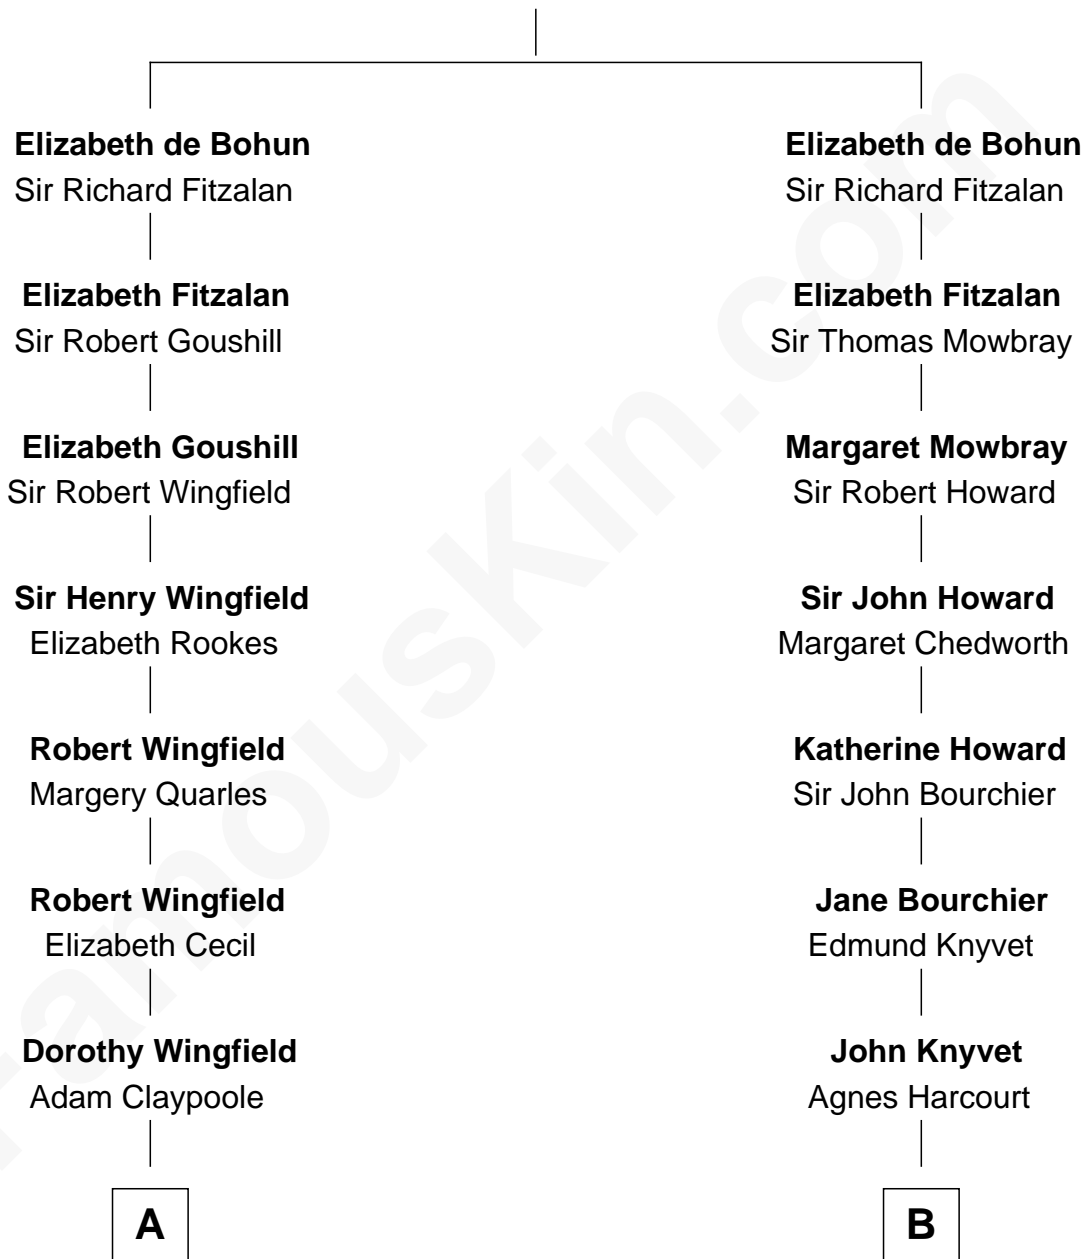 Elizabeth de Bohun
Sir Richard Fitzalan
Elizabeth Fitzalan
Sir Robert Goushill
Elizabeth Goushill
Sir Robert Wingfield
Sir Henry Wingfield
Elizabeth Rookes
Robert Wingfield
Margery Quarles
Robert Wingfield
Elizabeth Cecil
Dorothy Wingfield
Adam Claypoole
A
Elizabeth de Bohun
Sir Richard Fitzalan
Elizabeth Fitzalan
Sir Thomas Mowbray
Margaret Mowbray
Sir Robert Howard
Sir John Howard
Margaret Chedworth
Katherine Howard
Sir John Bourchier
Jane Bourchier
Edmund Knyvet
John Knyvet
Agnes Harcourt
B
FamousKin.com